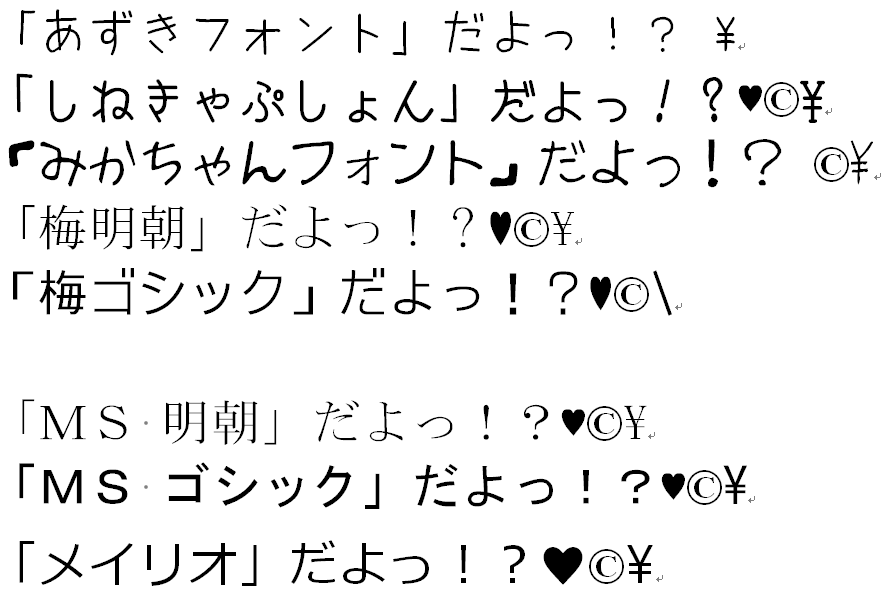 「あずきフォント」だよっ！？　¥
「しねきゃぷしょん」だよっ！？♥©¥
「みかちゃんフォント」だよっ！？　©¥
「梅明朝」だよっ！？♥©¥
「梅ゴシック」だよっ！？♥©\
「ＭＳ 明朝」だよっ！？♥©¥
「ＭＳ ゴシック」だよっ！？♥©¥
「メイリオ」だよっ！？♥©¥